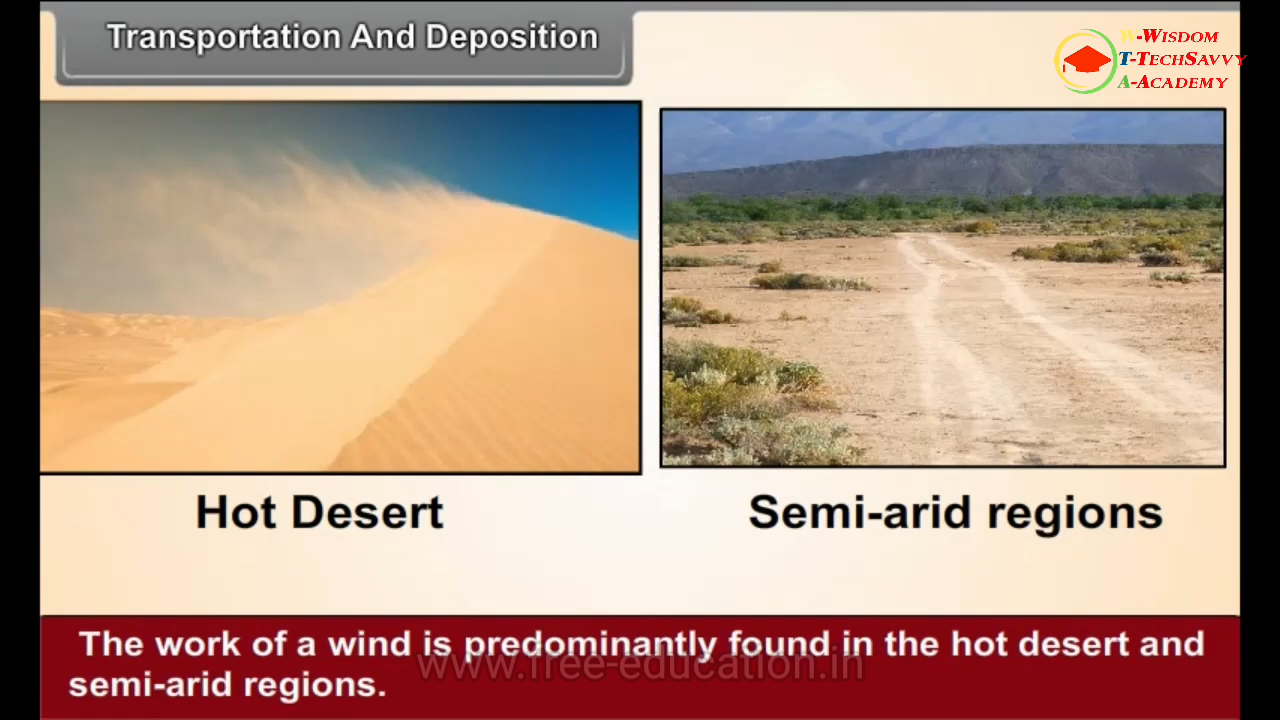 Transportation And Deposition
W-Wisdom
T-TechSavvy
A-Academy
Hot Desert
Semi-arid regions
The work of a wind is predominantly found in the hot desert and
semi-arid regions.
www.free-education.in